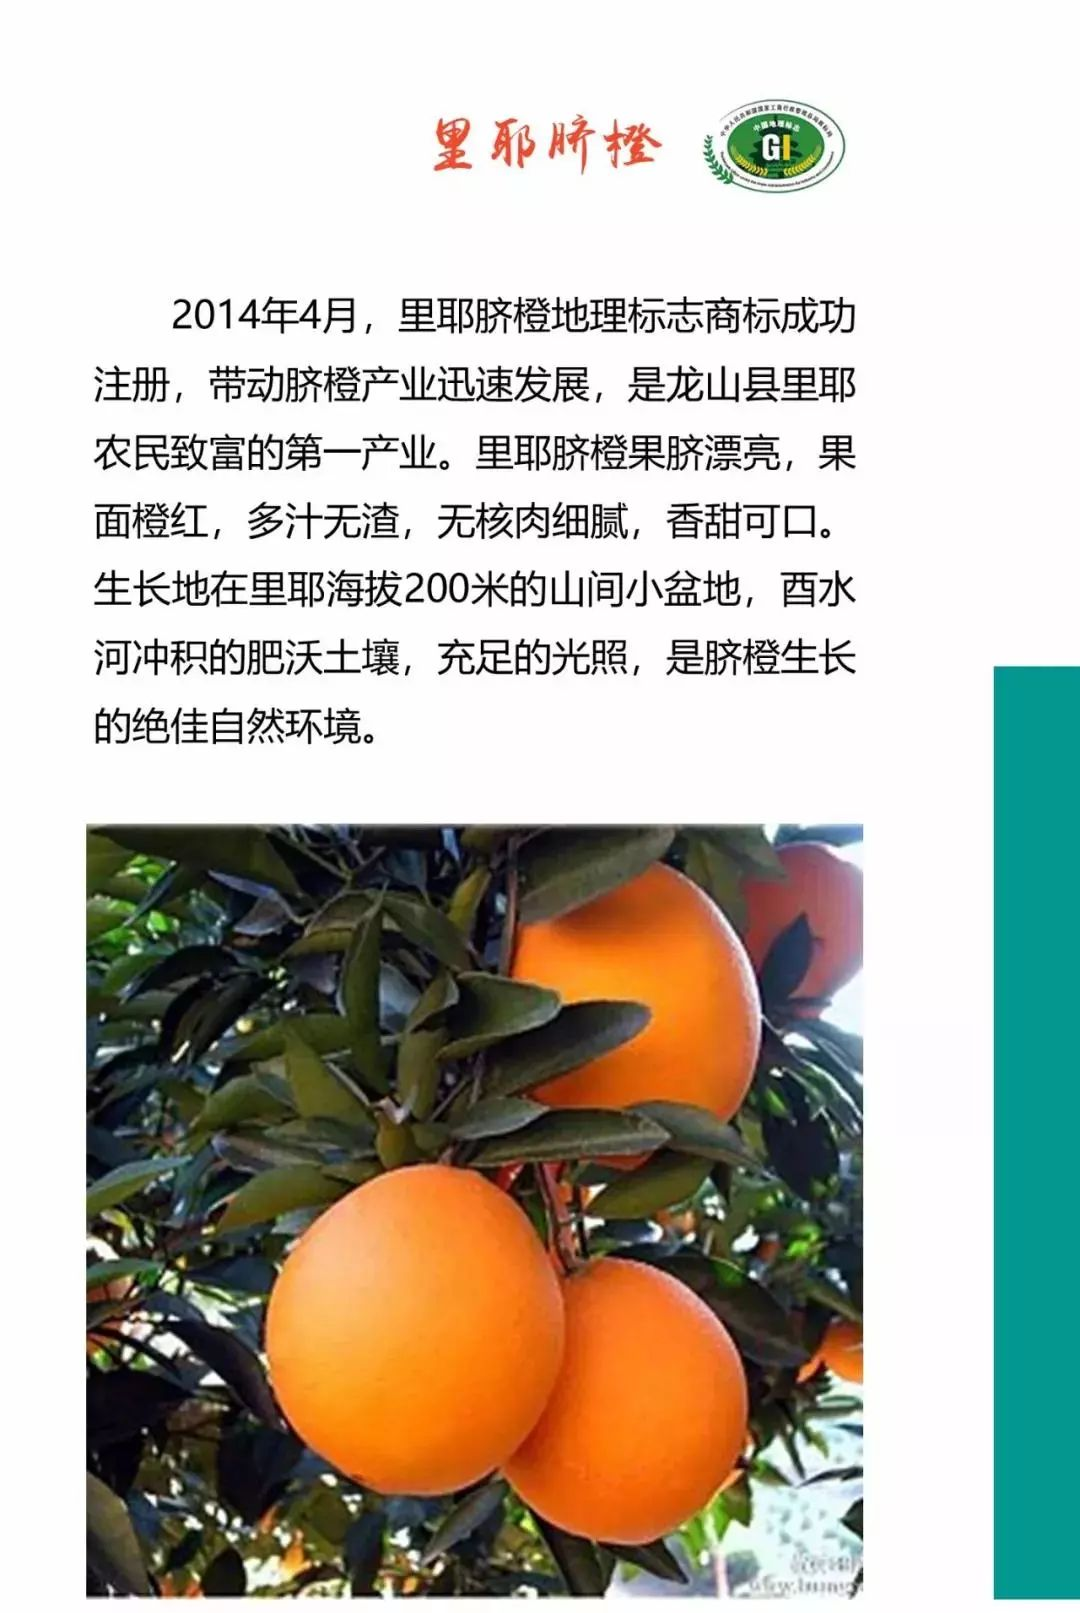 里耶脐橙
中国地理标志
GI
2014年4月，里耶脐橙地理标志商标成功
注册，带动脐橙产业迅速发展，是龙山县里耶
农民致富的第一产业。里耶脐橙果脐漂亮，果
面橙红，多汁无渣，无核肉细腻，香甜可口。
生长地在里耶海拔200米的山间小盆地，酉水
河冲积的肥沃土壤，充足的光照，是脐橙生长
的绝佳自然环境。